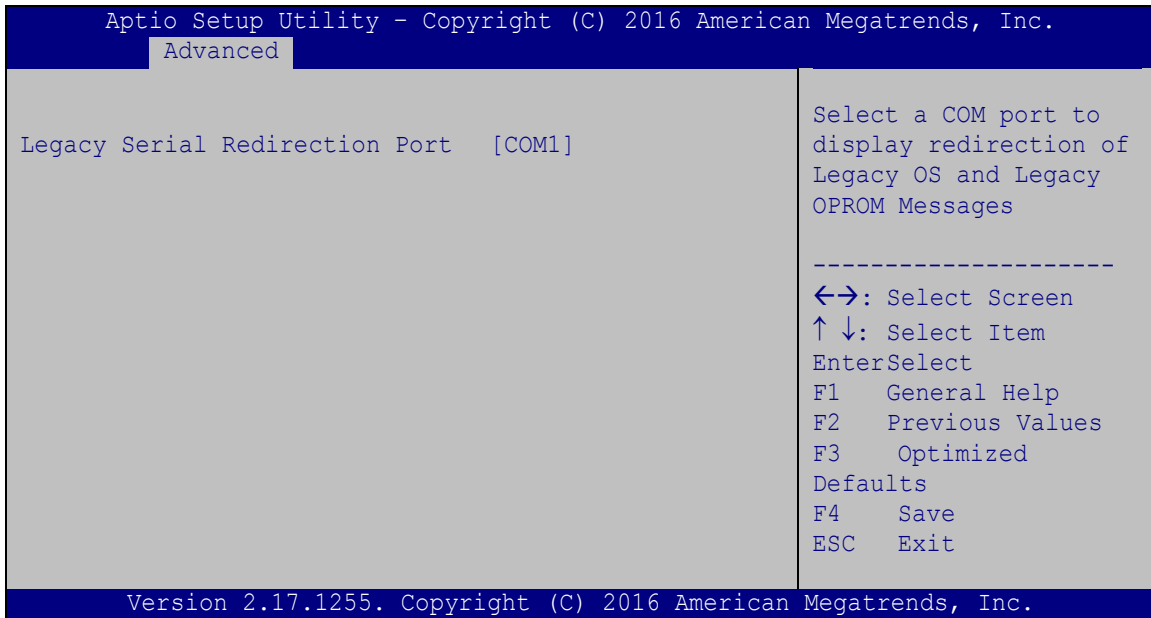 Aptio Setup Utility – Copyright (C) 2016 American Megatrends, Inc.
Advanced
Legacy Serial Redirection Port [COM1]
Select a COM port to
display redirection of
Legacy OS and Legacy
OPROM Messages
---------------------
←→: Select Screen
↑ ↓: Select Item
EnterSelect
F1 General Help
F2 Previous Values
F3 Optimized
Defaults
F4 Save
ESC Exit
Version 2.17.1255. Copyright (C) 2016 American Megatrends, Inc.